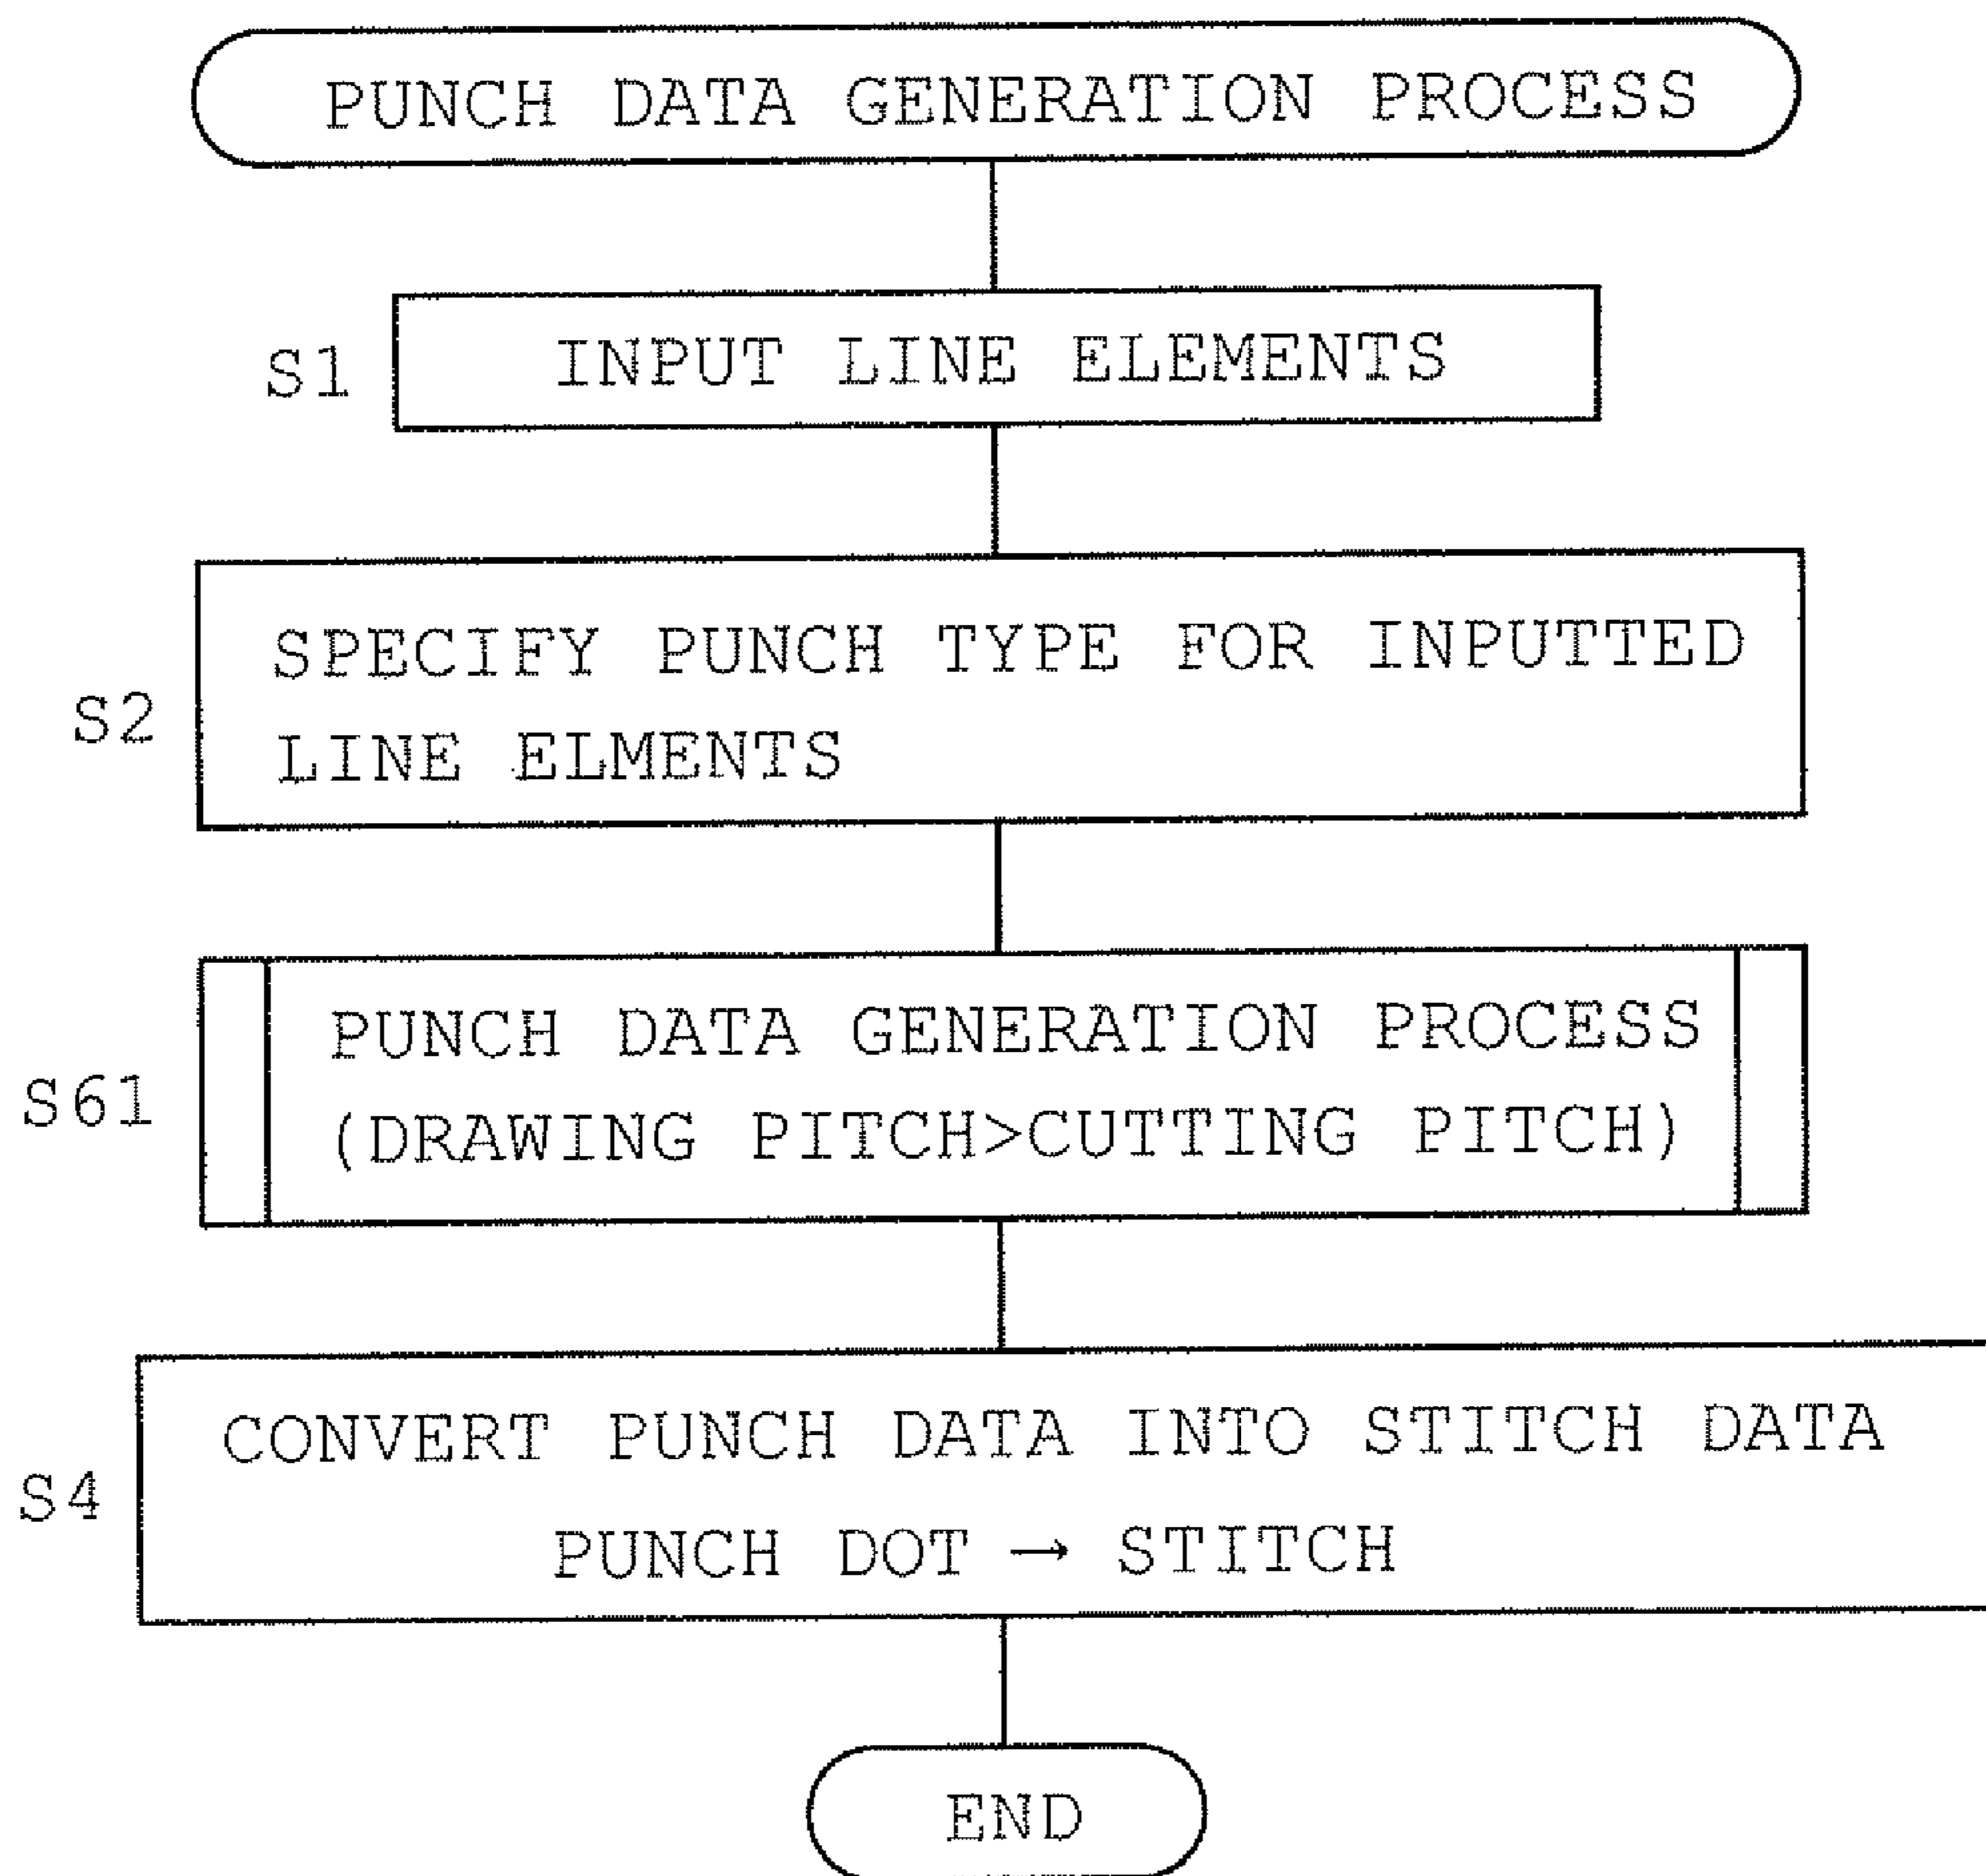 PUNCH DATA GENERATION PROCESS
S1
INPUT LINE ELEMENTS
S2
SPECIFY PUNCH TYPE FOR INPUTTED
LINE ELMENTS
S61
PUNCH DATA GENERATION PROCESS
(DRAWING PITCH>CUTTING PITCH)
S4
CONVERT PUNCH DATA INTO STITCH DATA
PUNCH DOT → STITCH
END